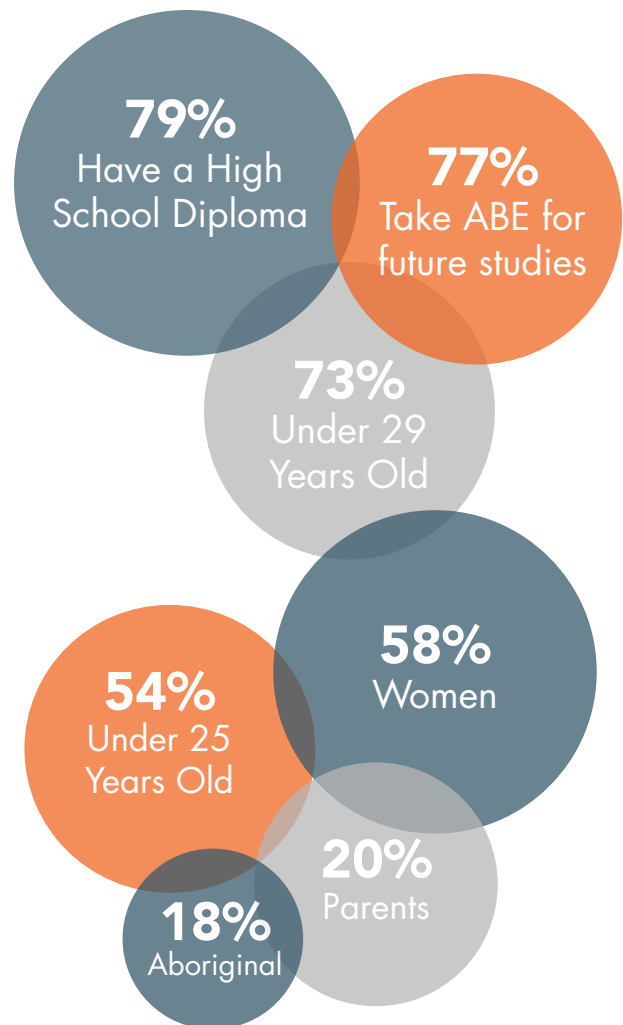 79%
Have a High
School Diploma
77%
Take ABE for
future studies
73%
Under 29
Years Old
58%
Women
54%
Under 25
Years Old
20%
Parents
18%
Aboriginal